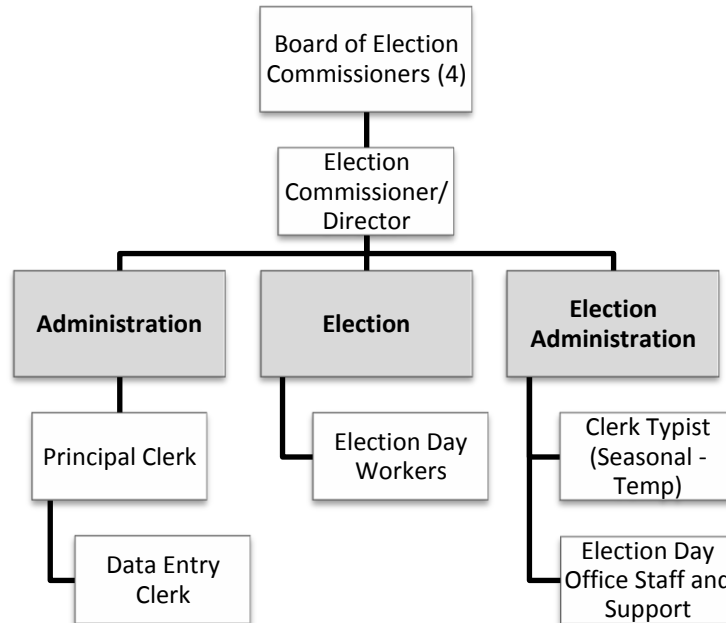 Board of Election
Commissioners (4)
Election
Commissioner/
Director
Administration
Election
Election
Administration
Principal Clerk
Election Day
Workers
Clerk Typist
(Seasonal -
Temp)
Data Entry
Clerk
Election Day
Office Staff and
Support